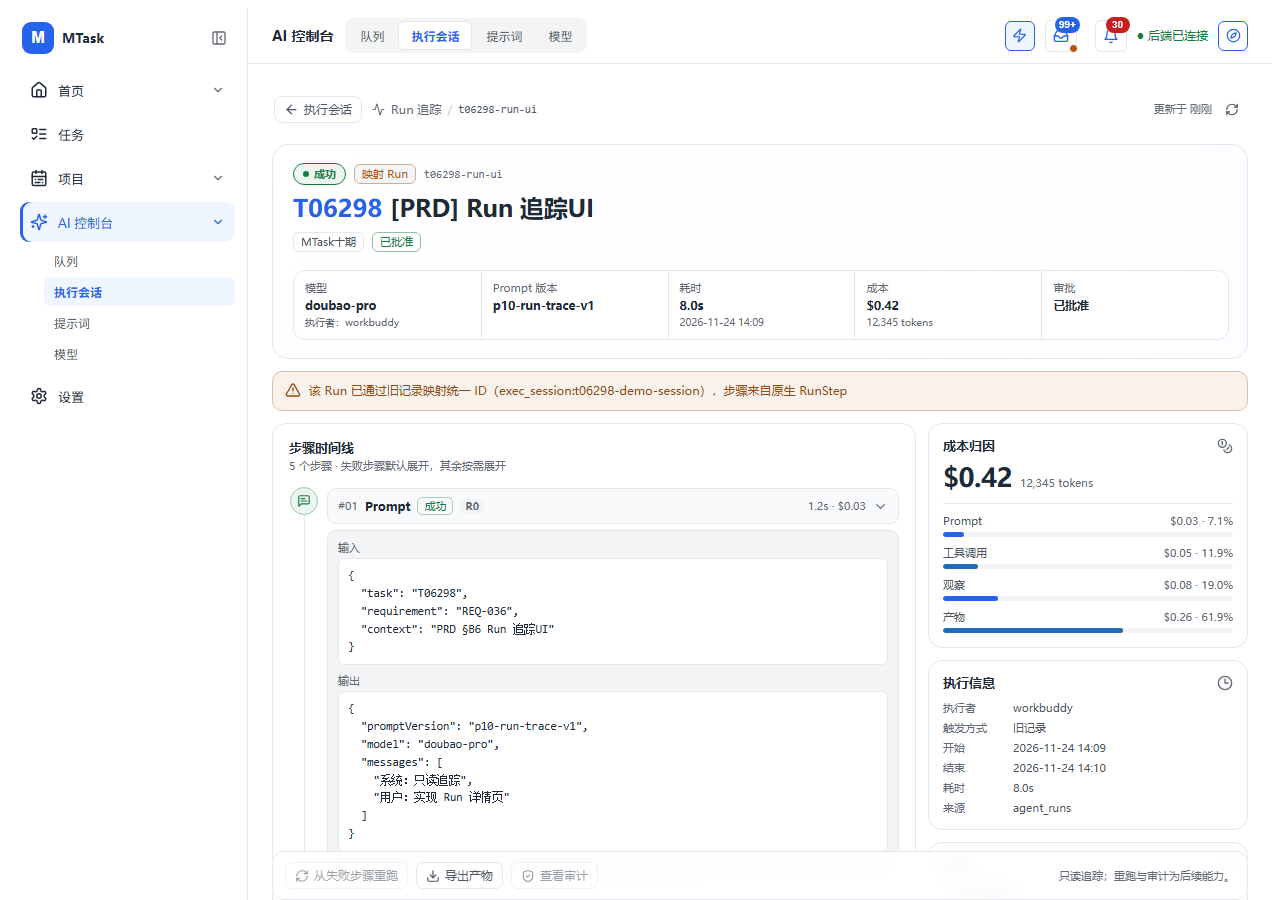 M MTask
首页
任务
项目
AI 控制台
队列
执行会话
提示词
模型
设置
AI 控制台 队列 执行会话 提示词 模型
99+ 30 后端已连接
执行会话 Run 追踪 / t06298-run-ui 更新于 刚刚
成功 映射 Run t06298-run-ui
T06298 [PRD] Run 追踪UI
MTask十期 已批准
模型 Prompt 版本 耗时 成本 审批
doubao-pro p10-run-trace-v1 8.0s $0.42 已批准
执行者：workbuddy 2026-11-24 14:09 12,345 tokens
该 Run 已通过旧记录映射统一 ID（exec_session:t06298-demo-session），步骤来自原生 RunStep
步骤时间线
5 个步骤 · 失败步骤默认展开，其余按需展开
#01 Prompt 成功 R0 1.2s · $0.03
输入
{
"task": "T06298",
"requirement": "REQ-036",
"context": "PRD §B6 Run 追踪UI"
}
输出
{
"promptVersion": "p10-run-trace-v1",
"model": "doubao-pro",
"messages": [
"系统：只读追踪",
"用户：实现 Run 详情页"
]
}
成本归因
$0.42 12,345 tokens
Prompt $0.03 · 7.1%
工具调用 $0.05 · 11.9%
观察 $0.08 · 19.0%
产物 $0.26 · 61.9%
执行信息
执行者 workbuddy
触发方式 旧记录
开始 2026-11-24 14:09
结束 2026-11-24 14:10
耗时 8.0s
来源 agent_runs
从失败步骤重跑 导出产物 查看审计 只读追踪；重跑与审计为后续能力。